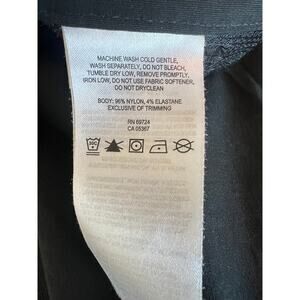 MACHINE WASH COLD GENTLE,
WASH SEPARATELY, DO NOT BLEACH,
TUMBLE DRY LOW, REMOVE PROMPTLY,
IRON LOW, DO NOT USE FABRIC SOFTENER,
DO NOT DRYCLEAN
BODY: 96% NYLON, 4% ELASTANE
EXCLUSIVE OF TRIMMING
RN 69724
CA 05367
30C